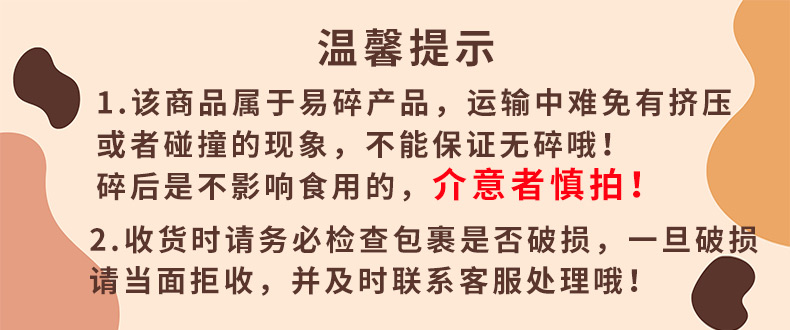 温馨提示
1.该商品属于易碎产品，运输中难免有挤压
或者碰撞的现象，不能保证无碎哦！
碎后是不影响食用的，介意者慎拍！
2.收货时请务必检查包裹是否破损，一旦破损
请当面拒收，并及时联系客服处理哦！